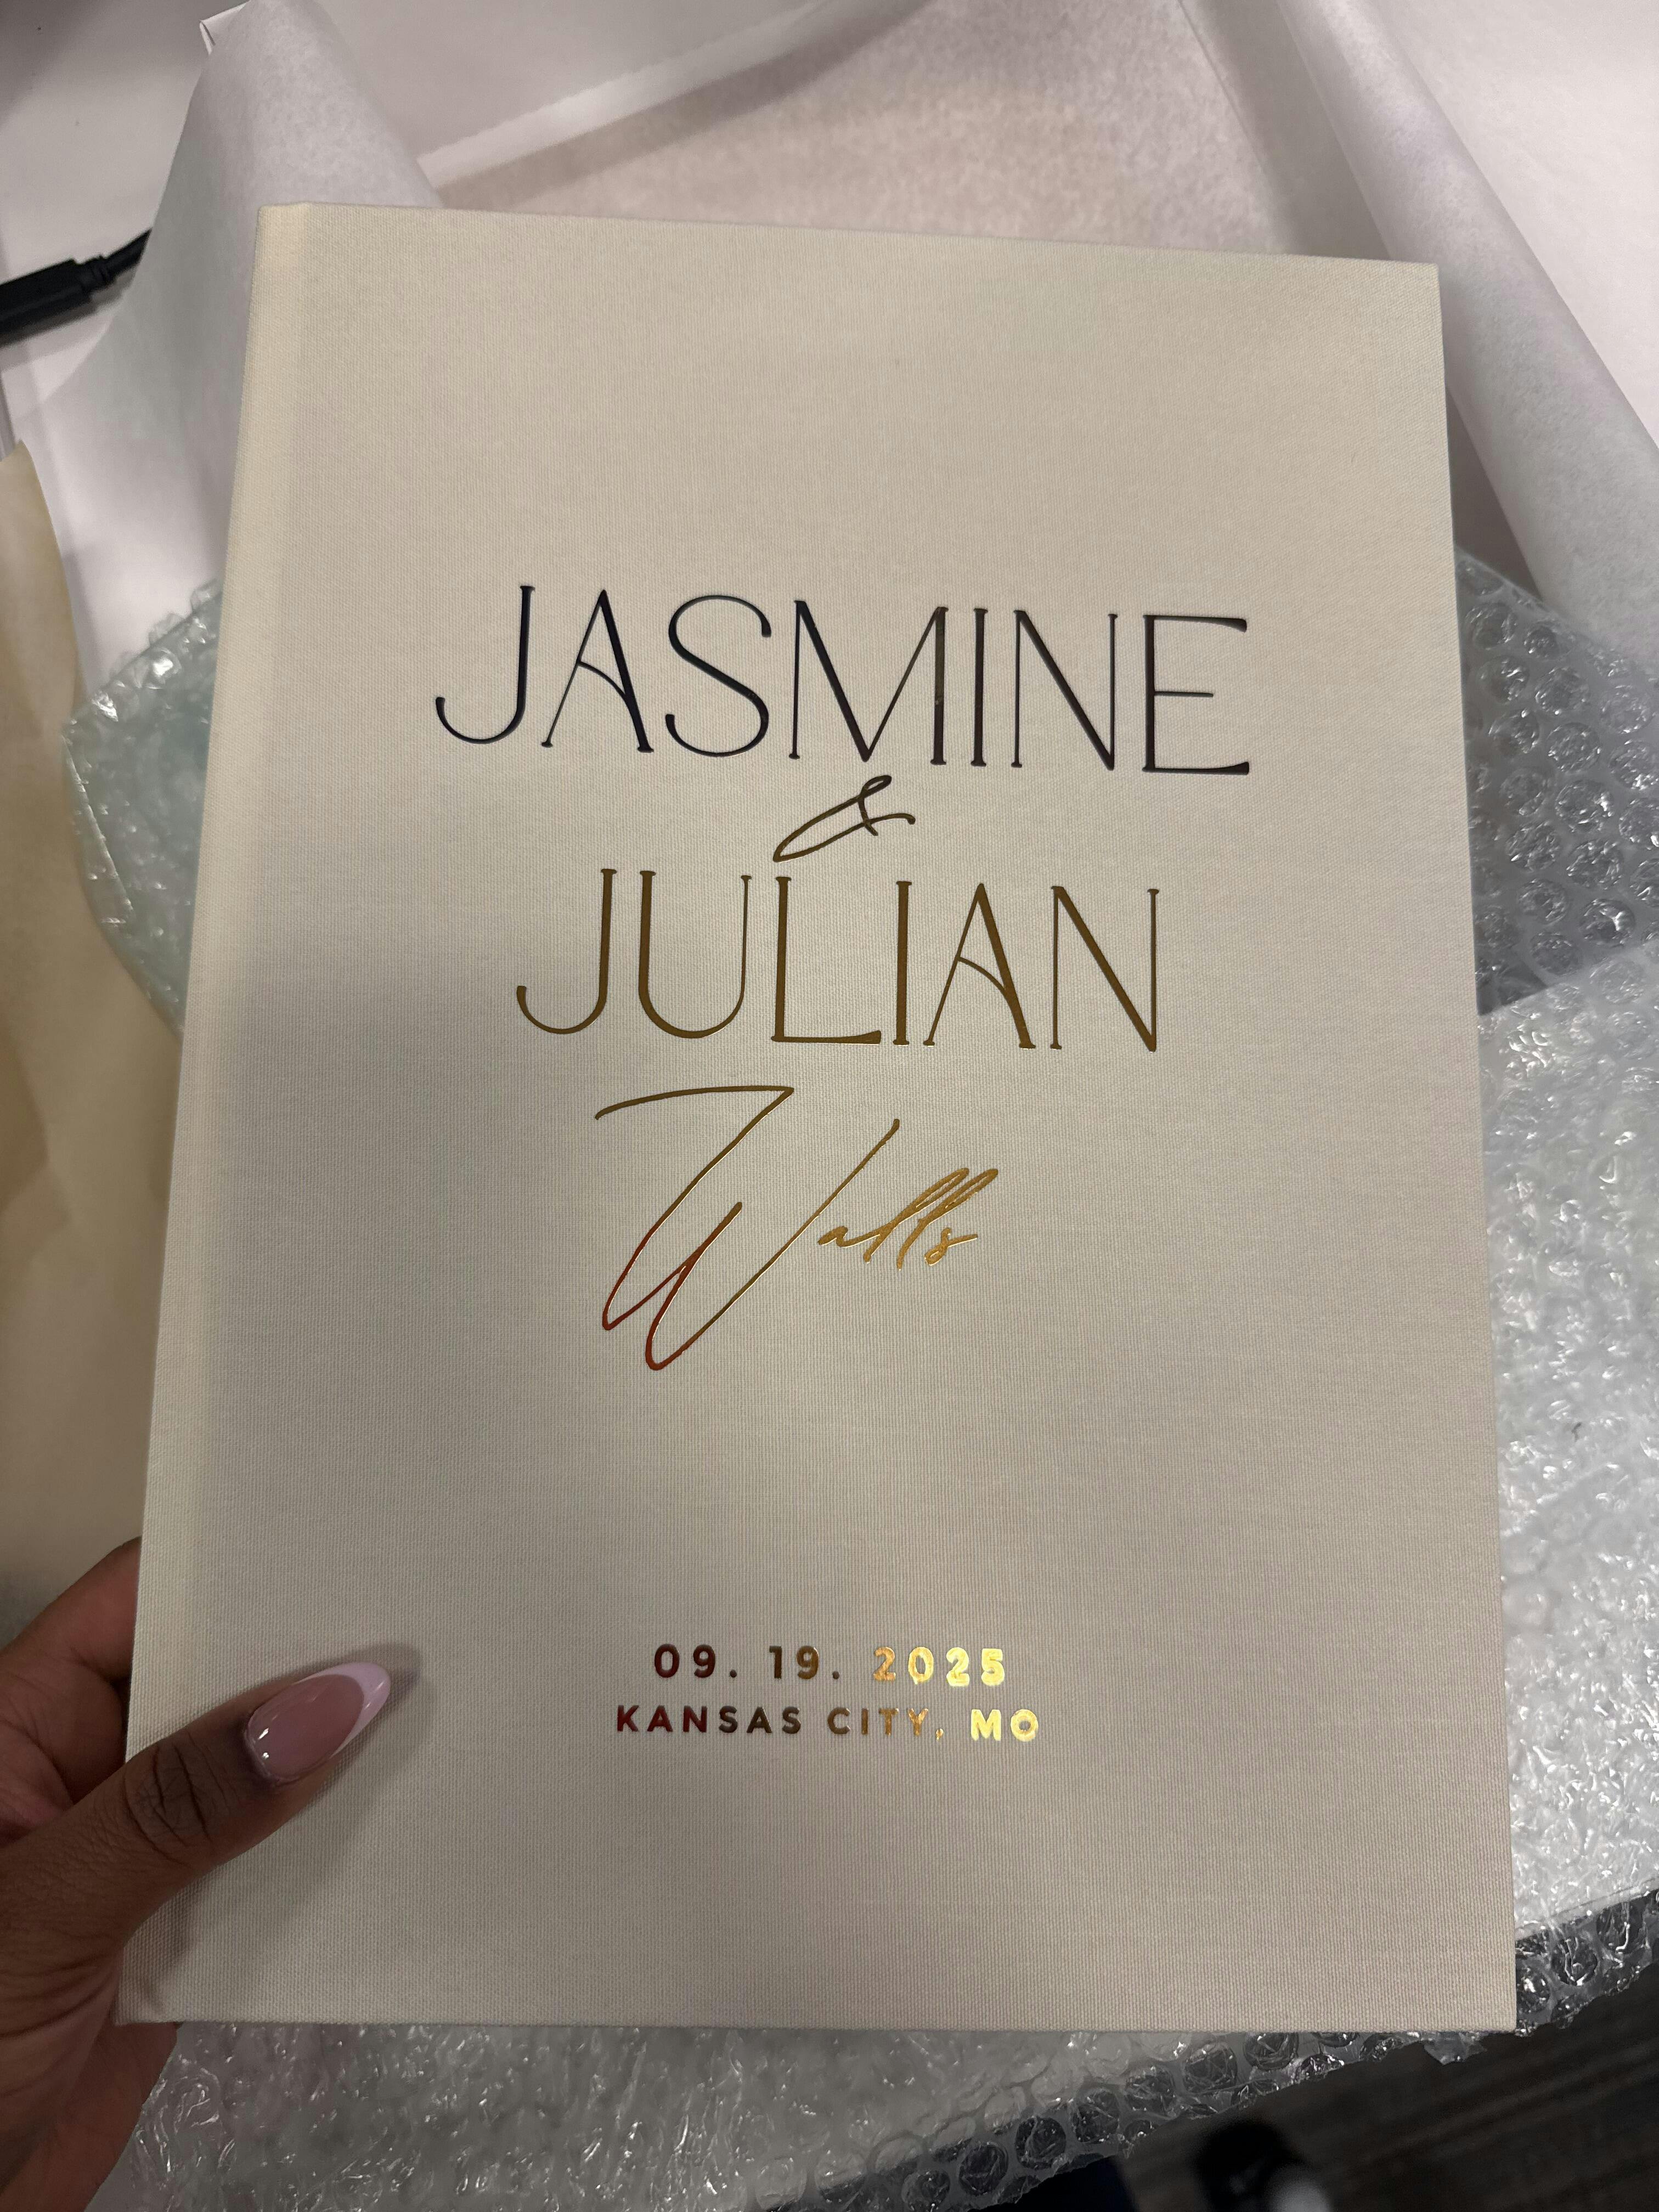 JASMINE
&
JULIAN
Walls
09. 19. 2025
KANSAS CITY, MO